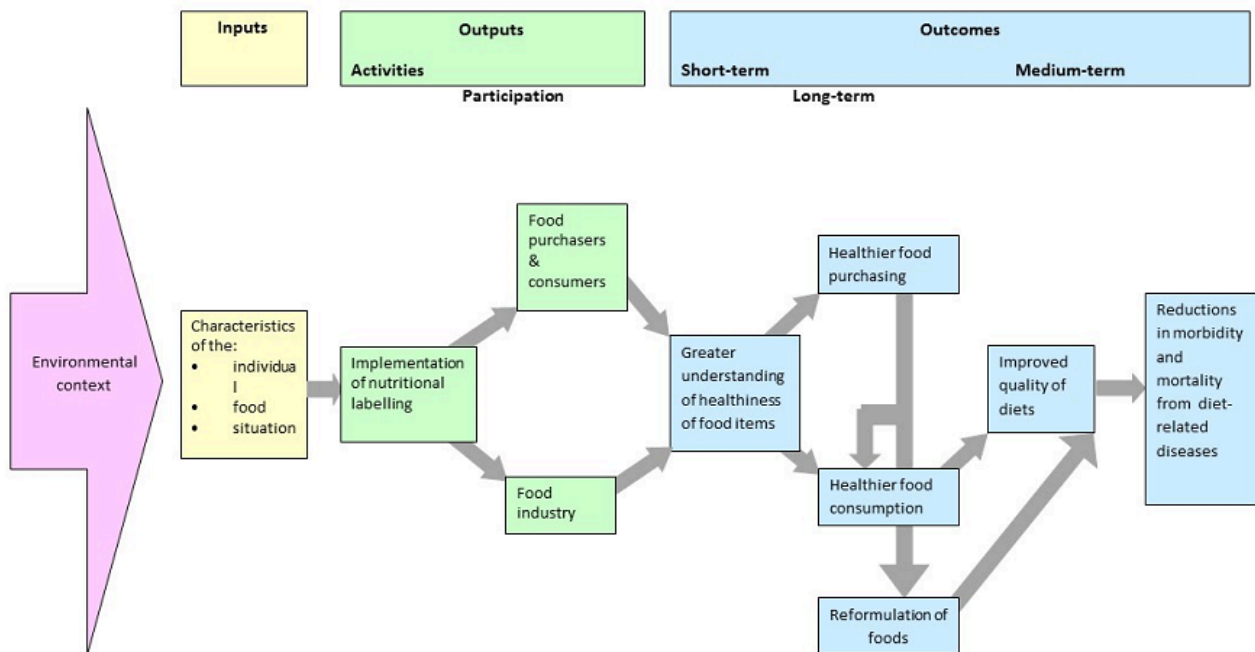 Inputs
Outputs
Activities
Participation
Outcomes
Short-term Medium-term
Long-term
Environmental
context
Characteristics
of the:
• individua
l
• food
• situation
Implementation
of nutritional
labelling
Food
purchasers
&
consumers
Food
industry
Greater
understanding
of healthiness
of food items
Healthier food
purchasing
Healthier food
consumption
Reformulation of
foods
Improved
quality of
diets
Reductions
in morbidity
and
mortality
from diet-
related
diseases